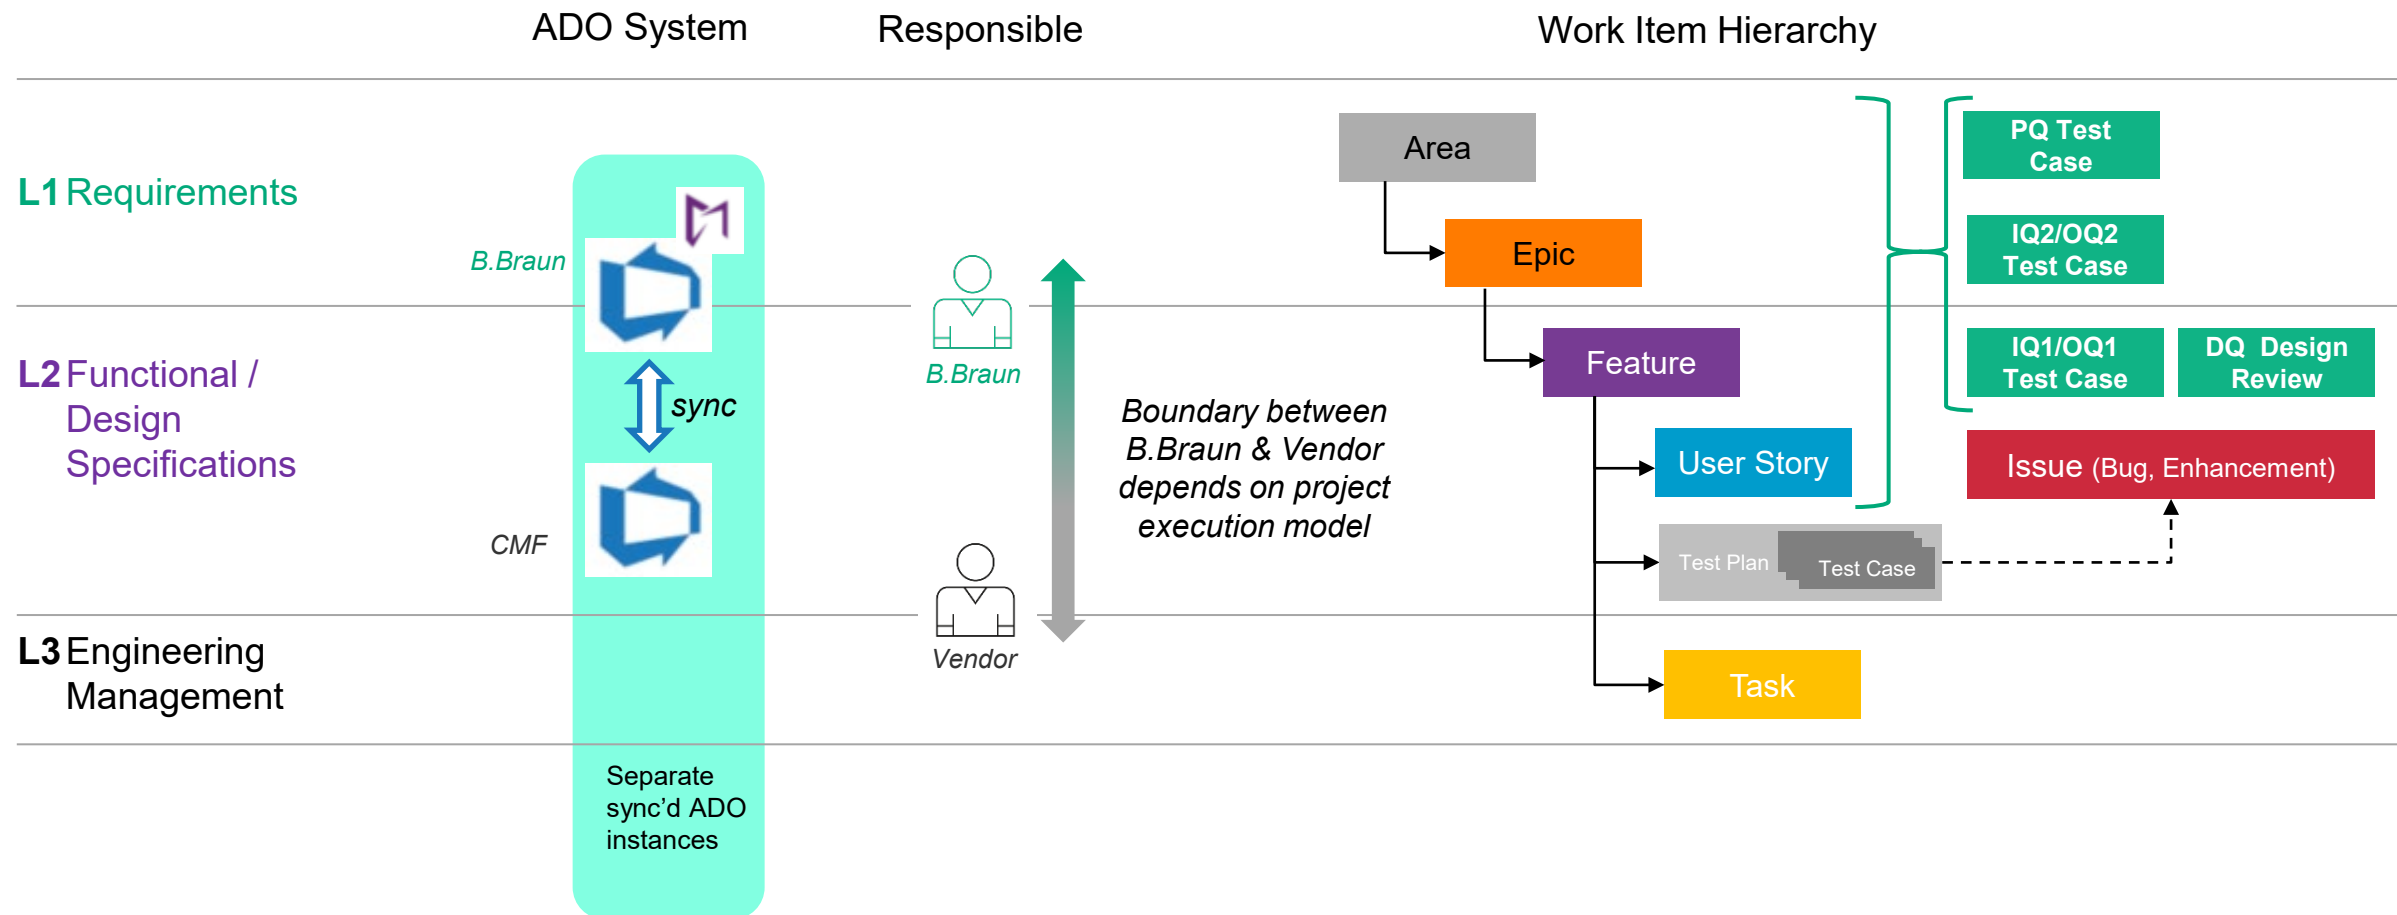 ADO System
Responsible
Work Item Hierarchy
L1 Requirements
B.Braun
Area
Epic
PQ Test
Case
IQ2/OQ2
Test Case
L2 Functional /
Design
Specifications
sync
CMF
B.Braun
Boundary between
B.Braun & Vendor
depends on project
execution model
Feature
User Story
Test Plan
Test Case
IQ1/OQ1
Test Case
DQ Design
Review
Issue (Bug, Enhancement)
L3 Engineering
Management
Vendor
Task
Separate
sync’d ADO
instances